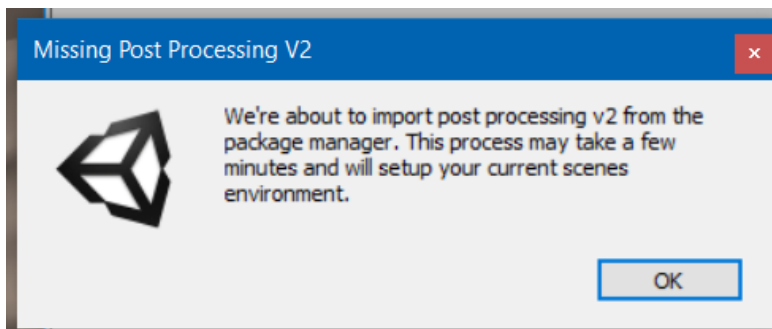 Missing Post Processing V2
We're about to import post processing v2 from the
package manager. This process may take a few
minutes and will setup your current scenes
environment.
OK